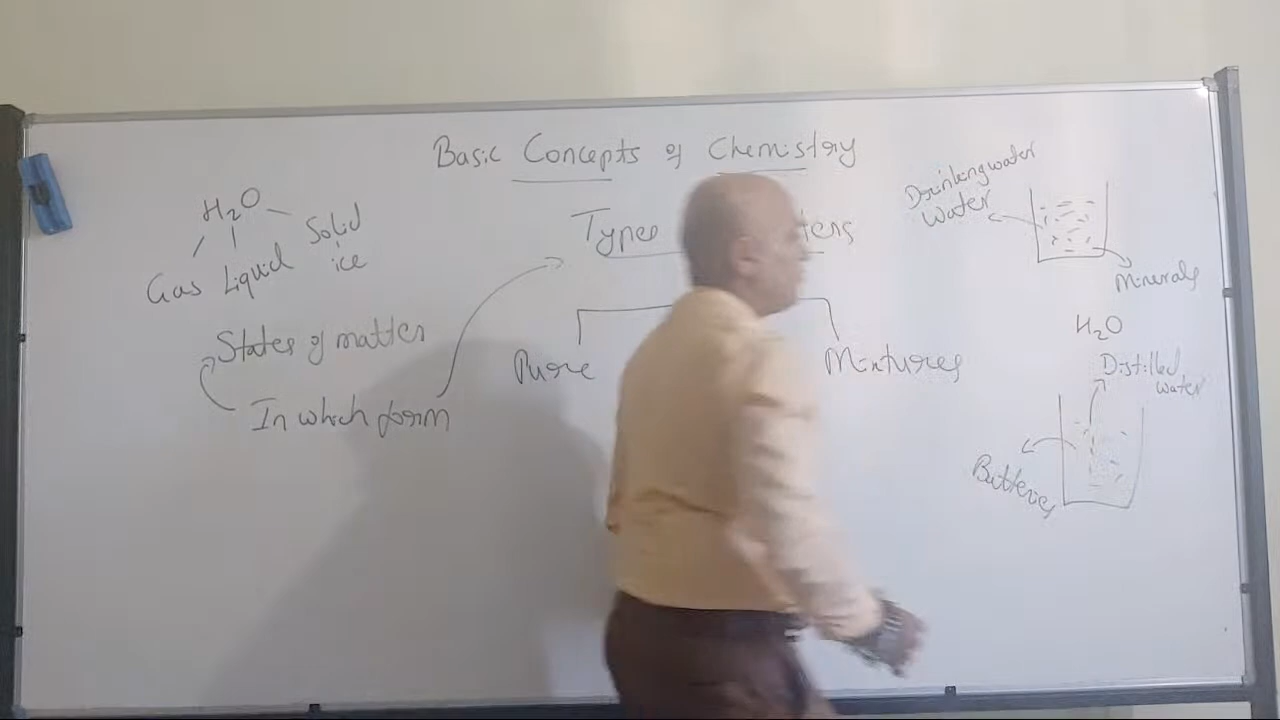 Basic Concepts of Chemistry
H₂O
Solid
ice
Gas
Liquid
States of matter
In which form
Types
Pure
Mixtures
Drinking water
Water
Minerals
H₂O
Distilled
water